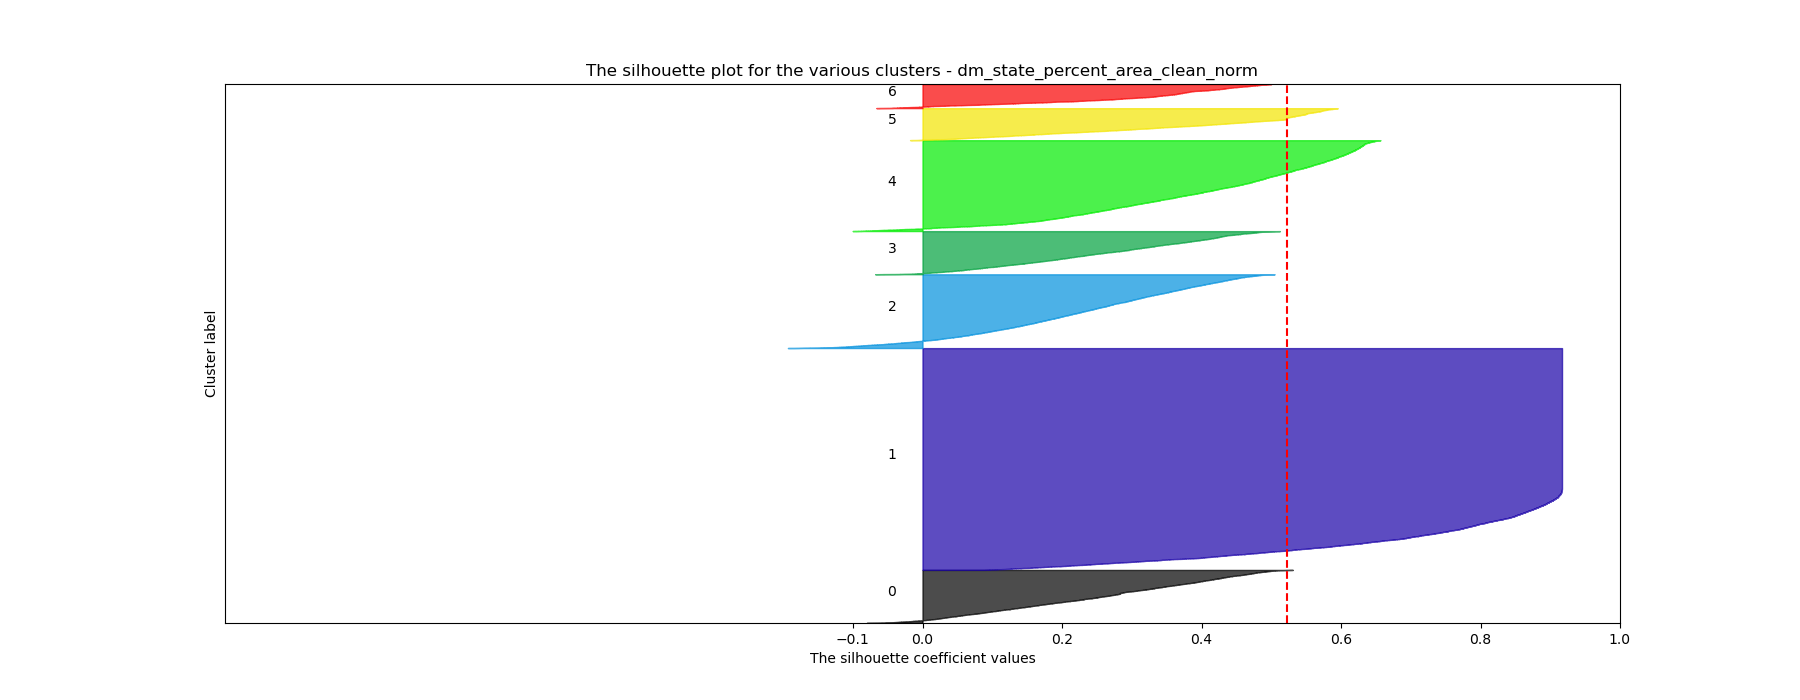 The silhouette plot for the various clusters - dm_state_percent_area_clean_norm
6
5
4
3
2
1
0
Cluster label
−0.1 0.0 0.2 0.4 0.6 0.8 1.0
The silhouette coefficient values